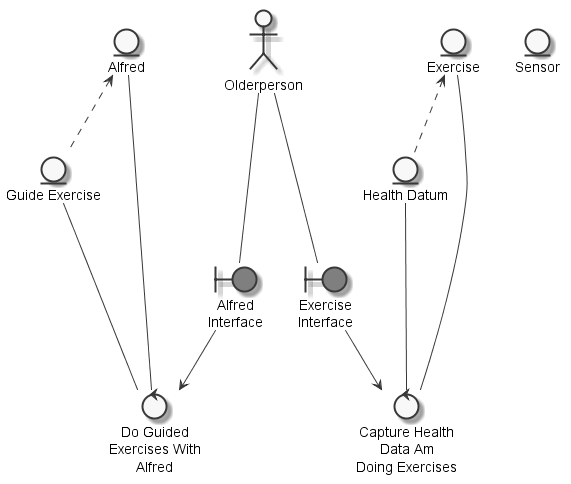 Alfred
Exercise
Sensor
Olderperson
Guide Exercise
Health Datum
Alfred
Interface
Exercise
Interface
Do Guided
Exercises With
Alfred
Capture Health
Data Am
Doing Exercises